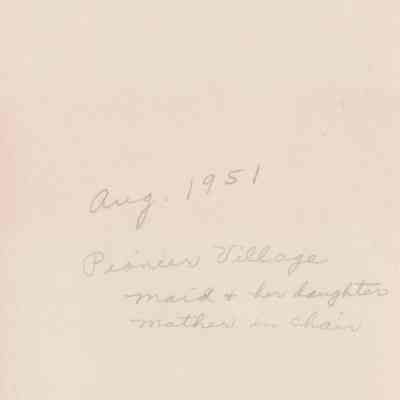 Aug. 1951
Pioneer Village
maid + her daughter
mother in chair